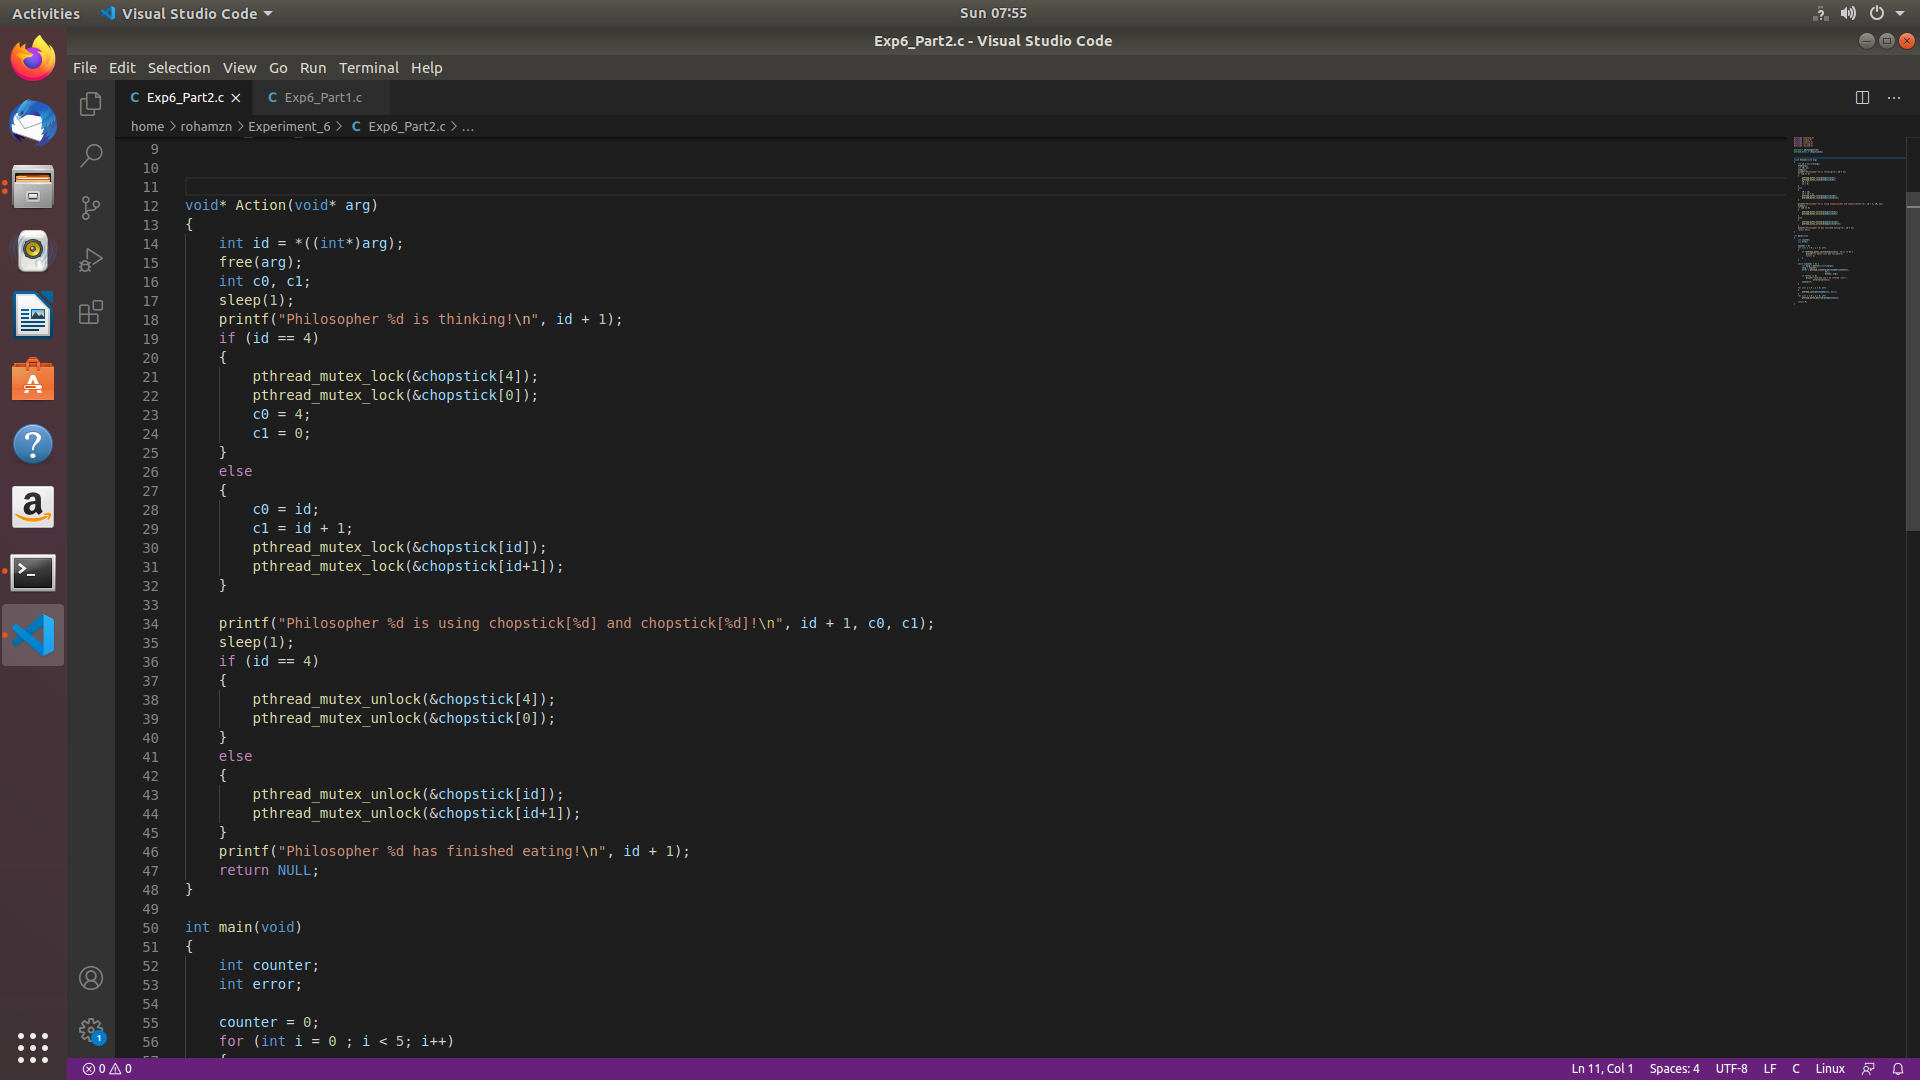 Activities Visual Studio Code Sun 07:55
Exp6_Part2.c - Visual Studio Code
File Edit Selection View Go Run Terminal Help
C Exp6_Part2.c C Exp6_Part1.c
home > rohamzn > Experiment_6 > C Exp6_Part2.c > ...
9
10
11
12 void* Action(void* arg)
13 {
14 int id = *((int*)arg);
15 free(arg);
16 int c0, c1;
17 sleep(1);
18 printf("Philosopher %d is thinking!\n", id + 1);
19 if (id == 4)
20 {
21 pthread_mutex_lock(&chopstick[4]);
22 pthread_mutex_lock(&chopstick[0]);
23 c0 = 4;
24 c1 = 0;
25 }
26 else
27 {
28 c0 = id;
29 c1 = id + 1;
30 pthread_mutex_lock(&chopstick[id]);
31 pthread_mutex_lock(&chopstick[id+1]);
32 }
33
34 printf("Philosopher %d is using chopstick[%d] and chopstick[%d]!\n", id + 1, c0, c1);
35 sleep(1);
36 if (id == 4)
37 {
38 pthread_mutex_unlock(&chopstick[4]);
39 pthread_mutex_unlock(&chopstick[0]);
40 }
41 else
42 {
43 pthread_mutex_unlock(&chopstick[id]);
44 pthread_mutex_unlock(&chopstick[id+1]);
45 }
46 printf("Philosopher %d has finished eating!\n", id + 1);
47 return NULL;
48 }
49
50 int main(void)
51 {
52 int counter;
53 int error;
54
55 counter = 0;
56 for (int i = 0 ; i < 5; i++)
1
0 0 Ln 11, Col 1 Spaces: 4 UTF-8 LF C Linux